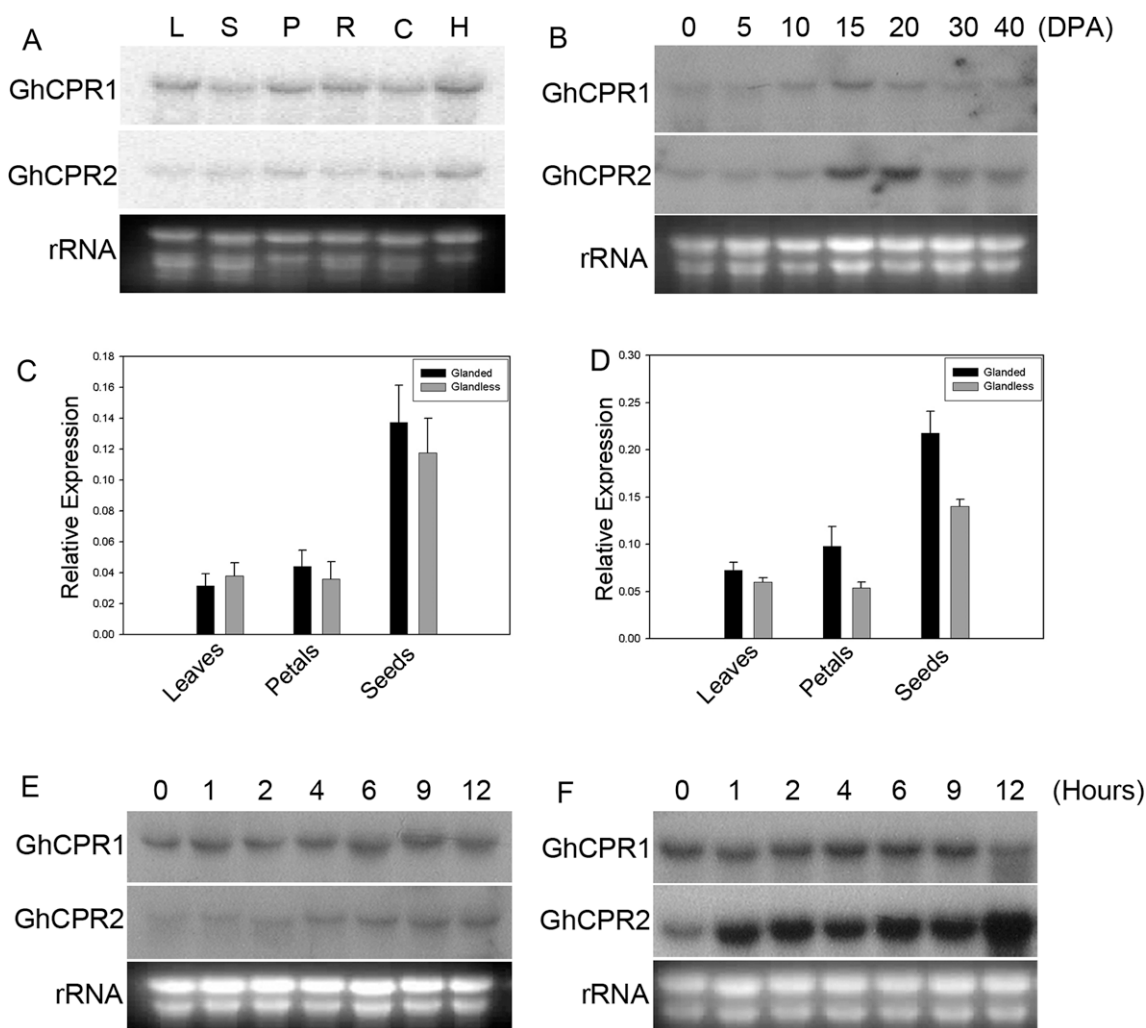 A
L S P R C H
GhCPR1
GhCPR2
rRNA
B
0 5 10 15 20 30 40 (DPA)
GhCPR1
GhCPR2
rRNA
C
Relative Expression
0.18
0.16
0.14
0.12
0.10
0.08
0.06
0.04
0.02
0.00
Glanded
Glandless
Leaves
Petals
Seeds
D
Relative Expression
0.30
0.25
0.20
0.15
0.10
0.05
0.00
Glanded
Glandless
Leaves
Petals
Seeds
E
0 1 2 4 6 9 12
GhCPR1
GhCPR2
rRNA
F
0 1 2 4 6 9 12 (Hours)
GhCPR1
GhCPR2
rRNA